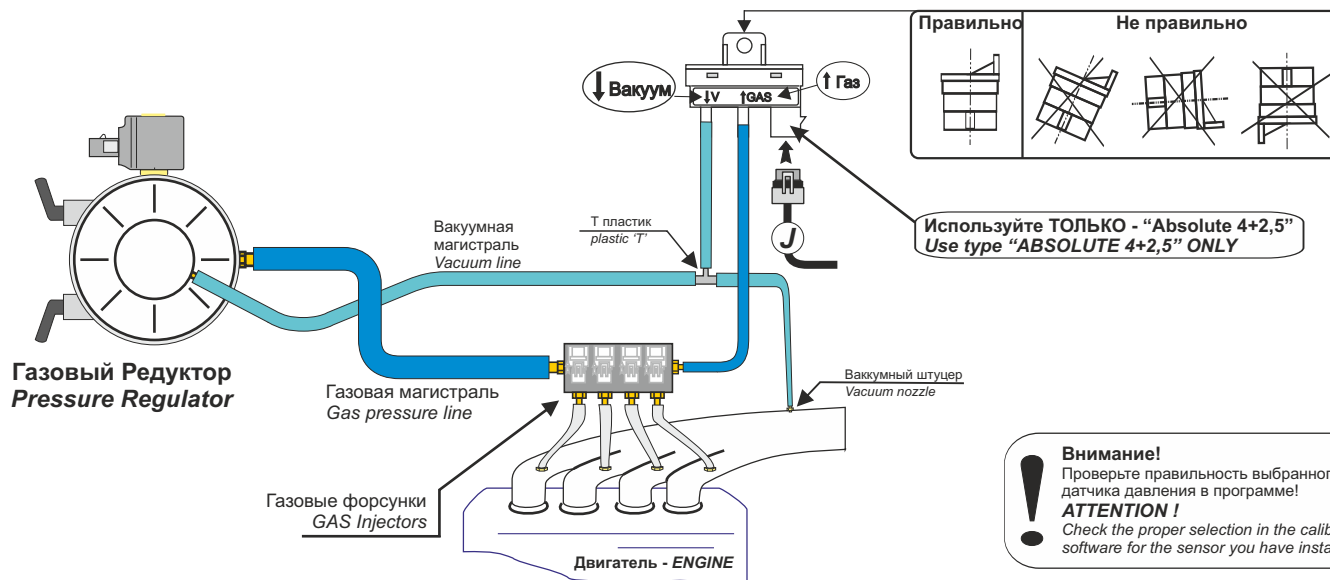 Правильно
Не правильно
Вакуум
V
GAS
Газ
Т пластик
plastic ‘T’
J
Вакуумная
магистраль
Vacuum line
Используйте ТОЛЬКО - “Absolute 4+2,5”
Use type “ABSOLUTE 4+2,5” ONLY
Газовый Редуктор
Pressure Regulator
Газовая магистраль
Gas pressure line
Ваккумный штуцер
Vacuum nozzle
Газовые форсунки
GAS Injectors
Двигатель - ENGINE
Внимание!
Проверьте правильность выбранног
датчика давления в программе!
ATTENTION !
Check the proper selection in the calib
software for the sensor you have insta